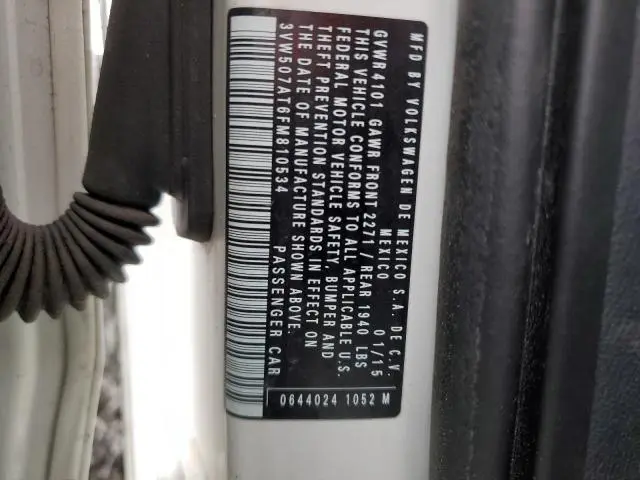 MFD BY VOLKSWAGEN DE MEXICO S.A. DE C.V.
MEXICO 01/15
GVWR 4101 GAWR FRONT 2271 / REAR 1940 LBS
THIS VEHICLE CONFORMS TO ALL APPLICABLE U.S.
FEDERAL MOTOR VEHICLE SAFETY, BUMPER AND
THEFT PREVENTION STANDARDS IN EFFECT ON
THE DATE OF MANUFACTURE SHOWN ABOVE.
3VW507AT6FM810534 PASSENGER CAR
0644024 1052 M